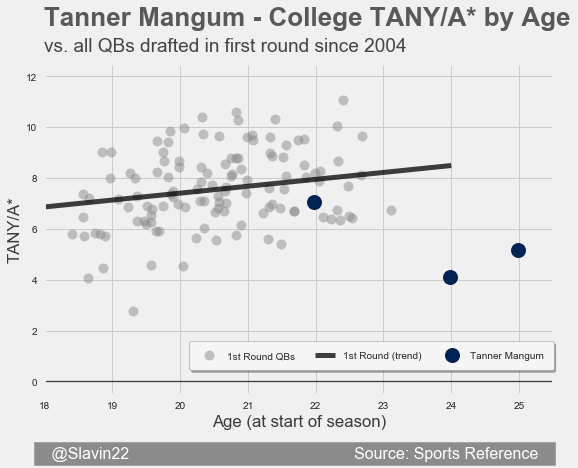 Tanner Mangum - College TANY/A* by Age
vs. all QBs drafted in first round since 2004
12
10
8
6
4
2
0
TANY/A*
1st Round QBs
1st Round (trend)
Tanner Mangum
18 19 20 21 22 23 24 25
Age (at start of season)
@Slavin22
Source: Sports Reference